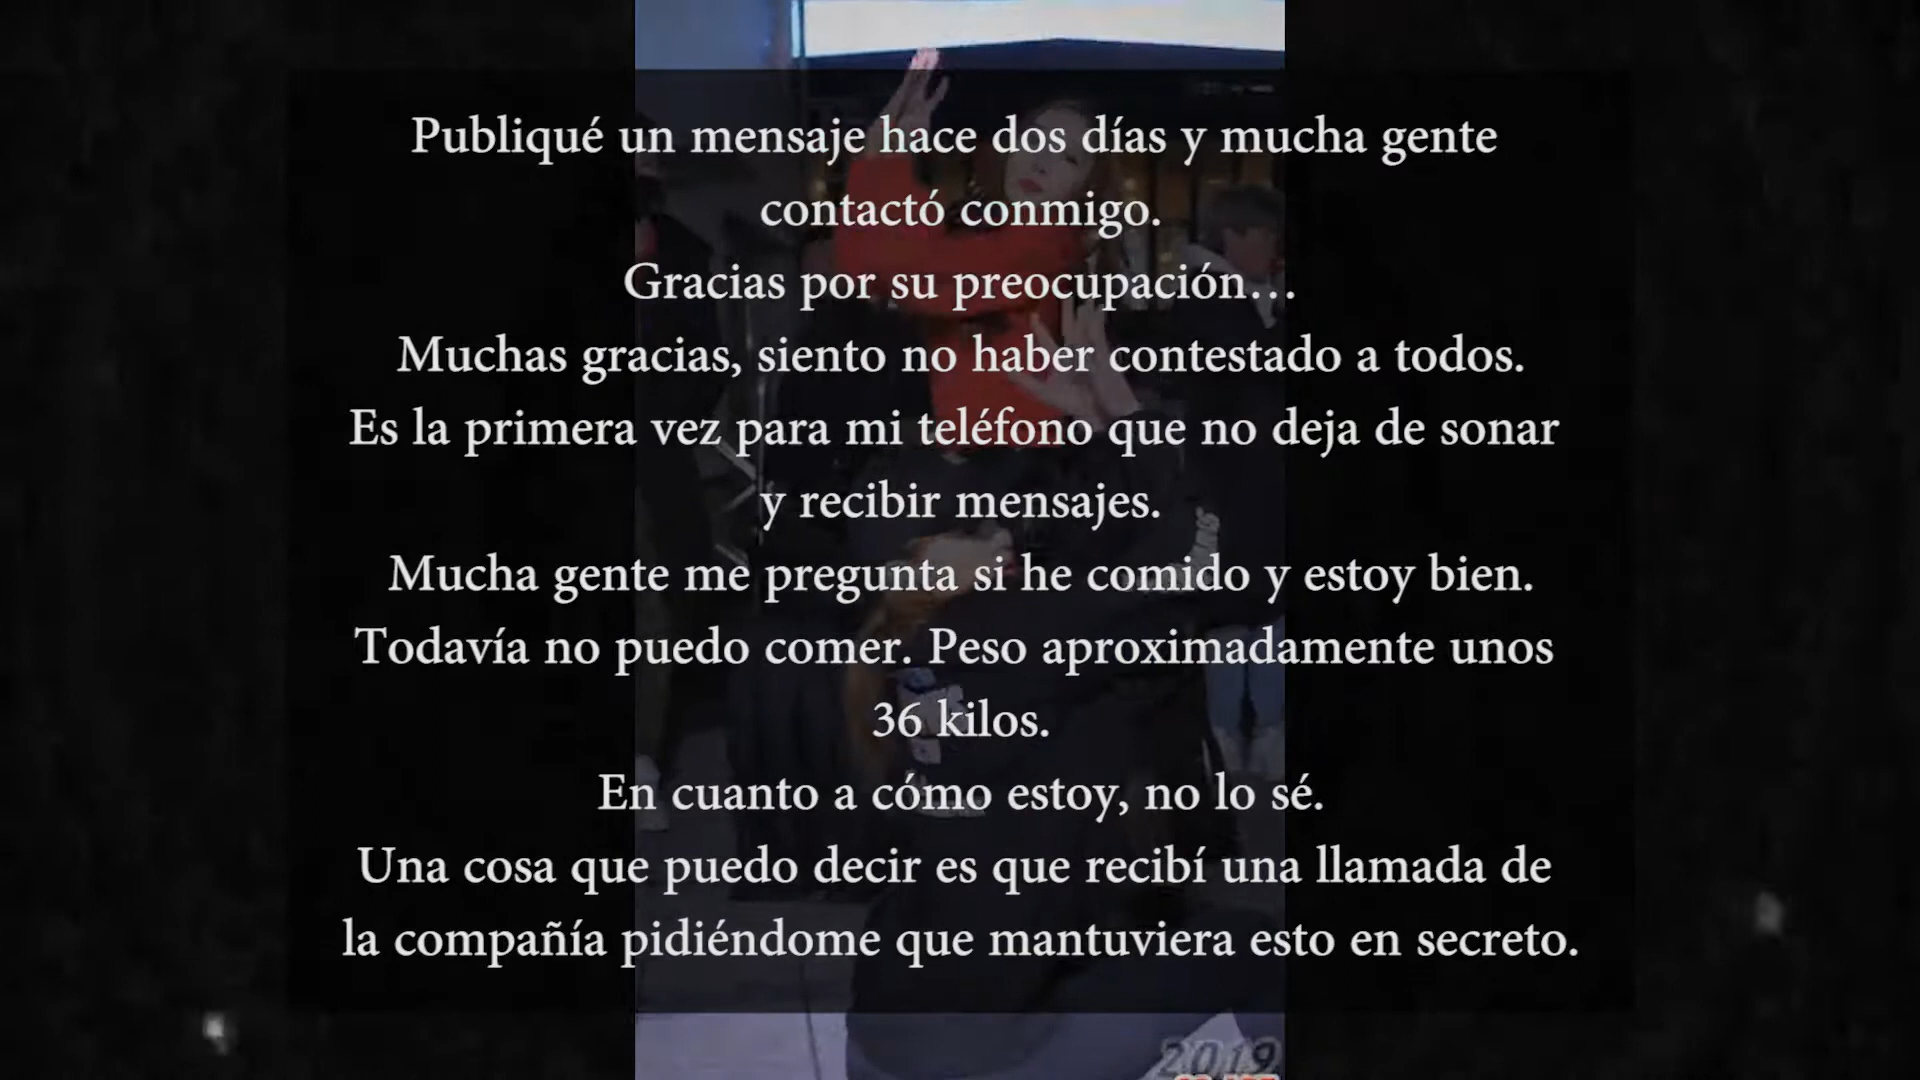 Publiqué un mensaje hace dos días y mucha gente
contactó conmigo.
Gracias por su preocupación…
Muchas gracias, siento no haber contestado a todos.
Es la primera vez para mi teléfono que no deja de sonar
y recibir mensajes.
Mucha gente me pregunta si he comido y estoy bien.
Todavía no puedo comer. Peso aproximadamente unos
36 kilos.
En cuanto a cómo estoy, no lo sé.
Una cosa que puedo decir es que recibí una llamada de
la compañía pidiéndome que mantuviera esto en secreto.
2019